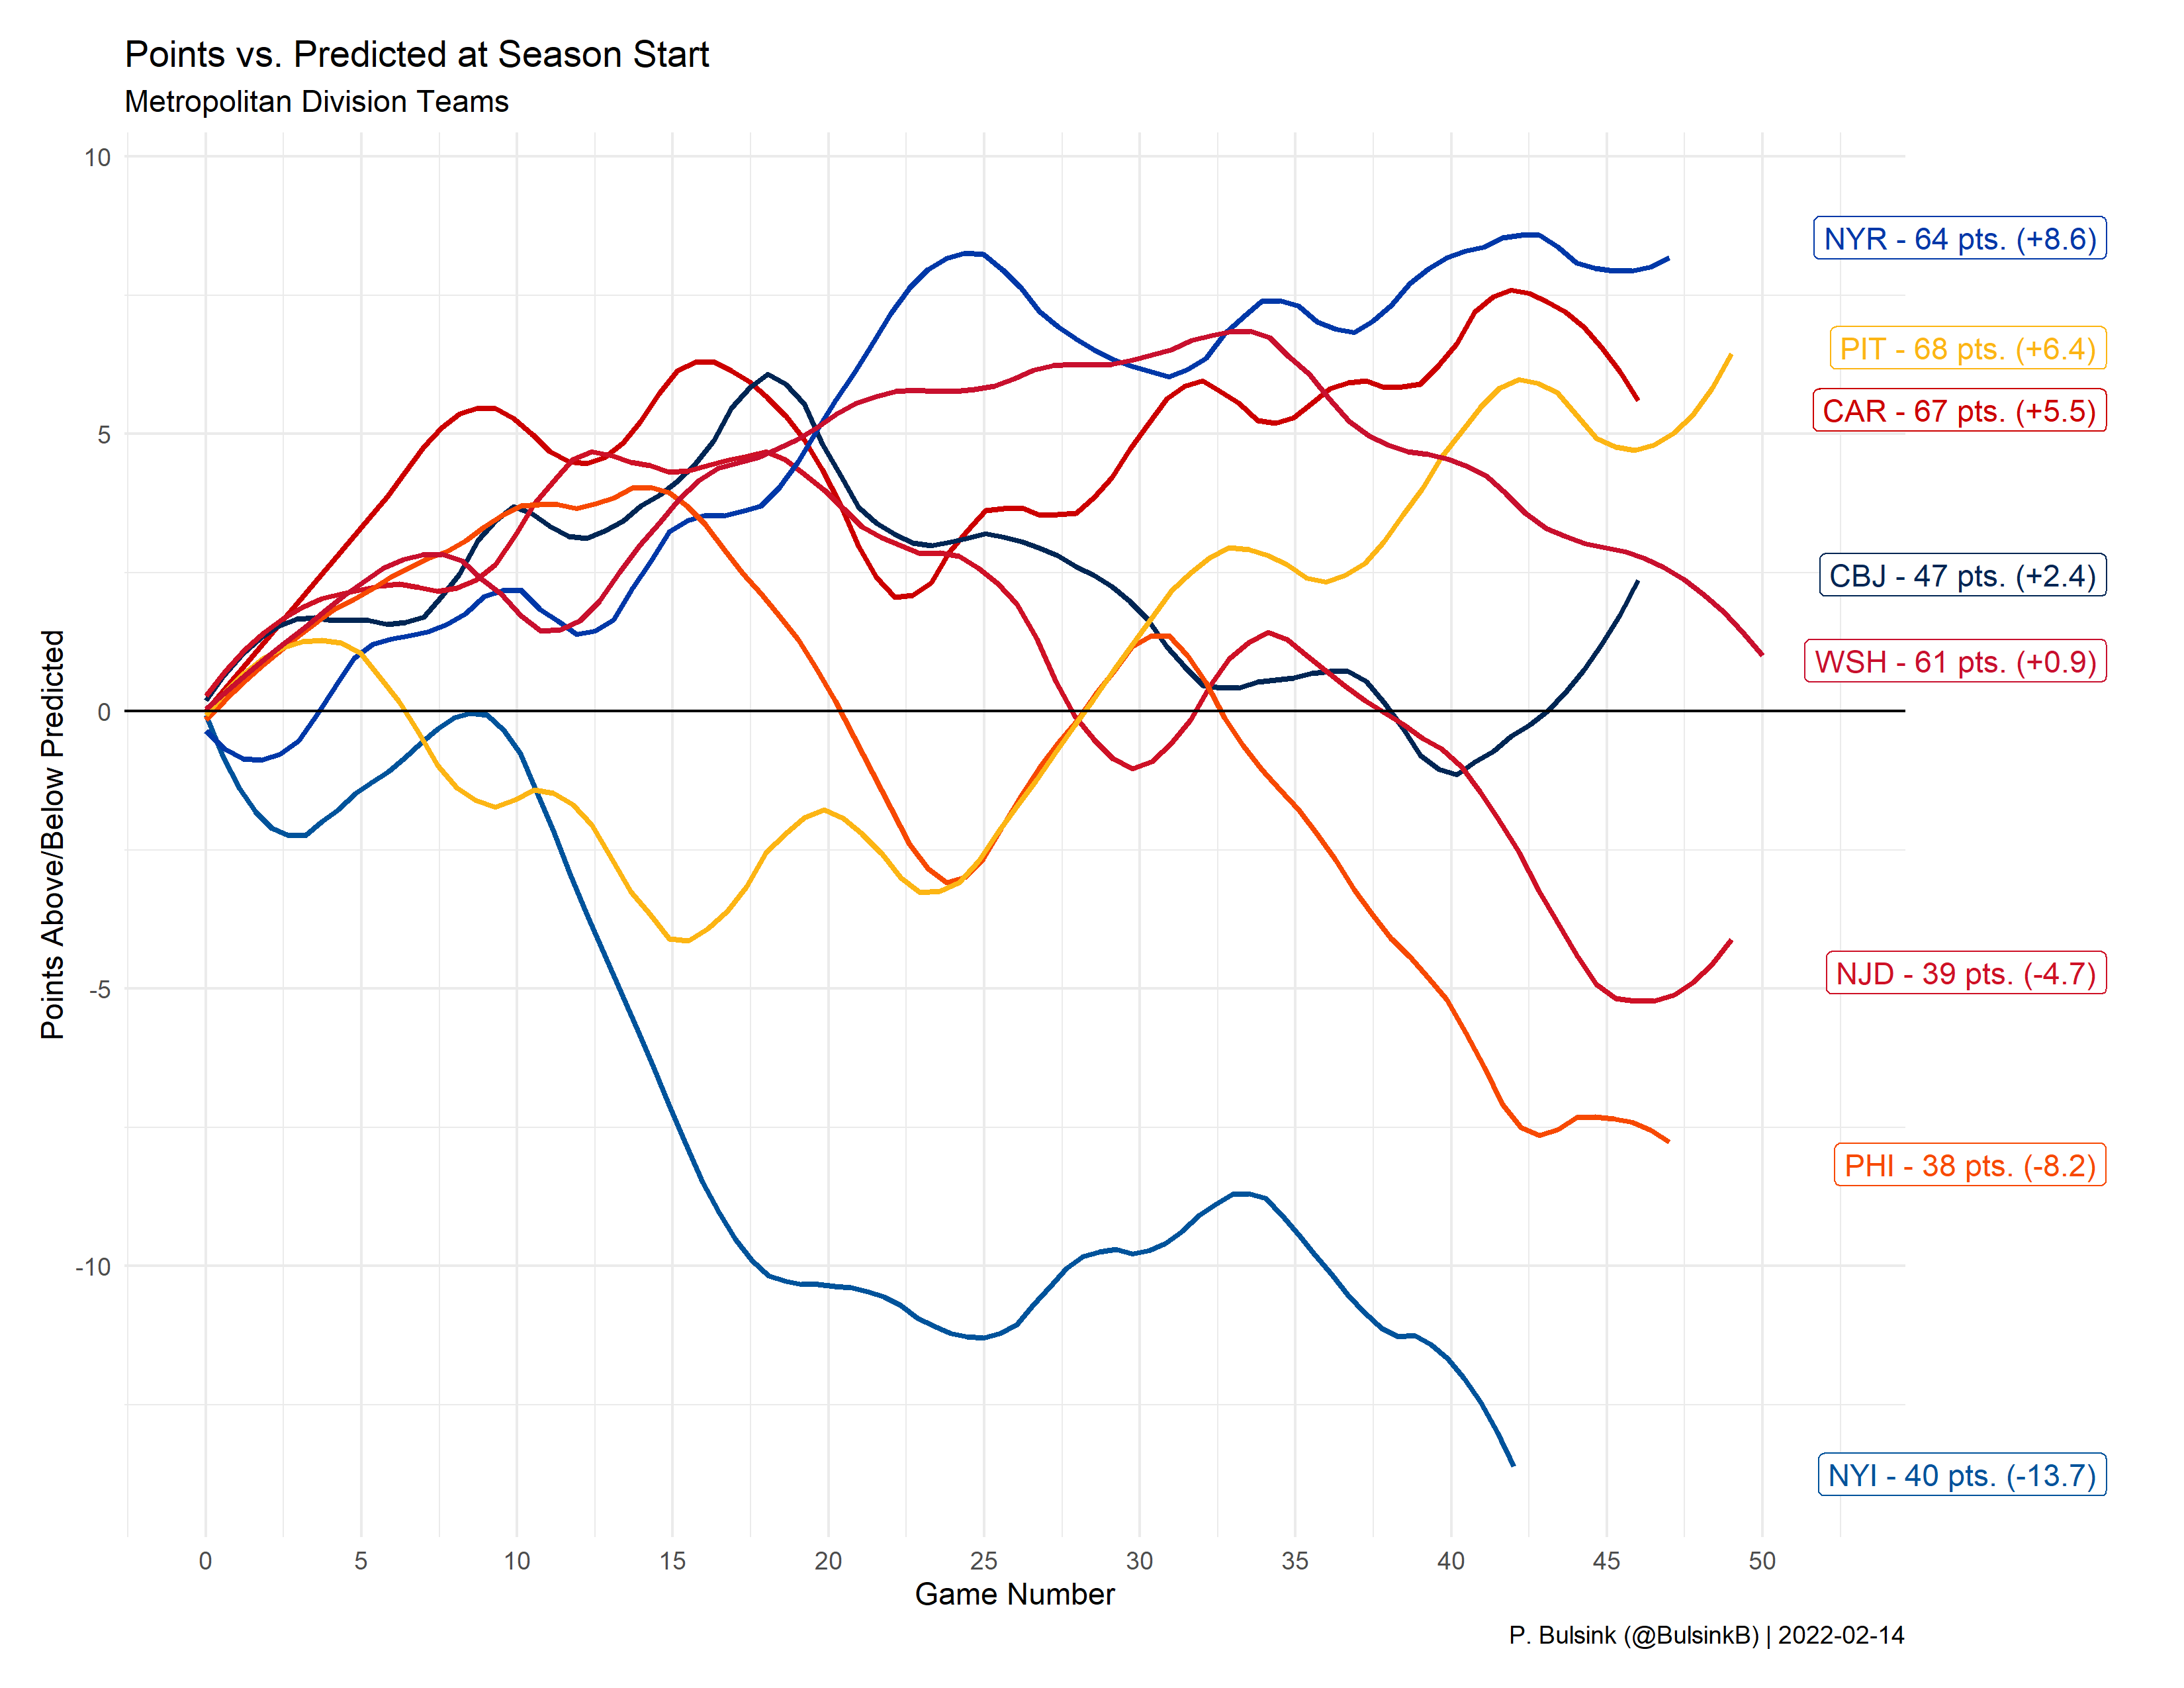 Points vs. Predicted at Season Start
Metropolitan Division Teams
Points Above/Below Predicted
10
5
0
-5
-10
NYR - 64 pts. (+8.6)
PIT - 68 pts. (+6.4)
CAR - 67 pts. (+5.5)
CBJ - 47 pts. (+2.4)
WSH - 61 pts. (+0.9)
NJD - 39 pts. (-4.7)
PHI - 38 pts. (-8.2)
NYI - 40 pts. (-13.7)
0 5 10 15 20 25 30 35 40 45 50
Game Number
P. Bulsink (@BulsinkB) | 2022-02-14